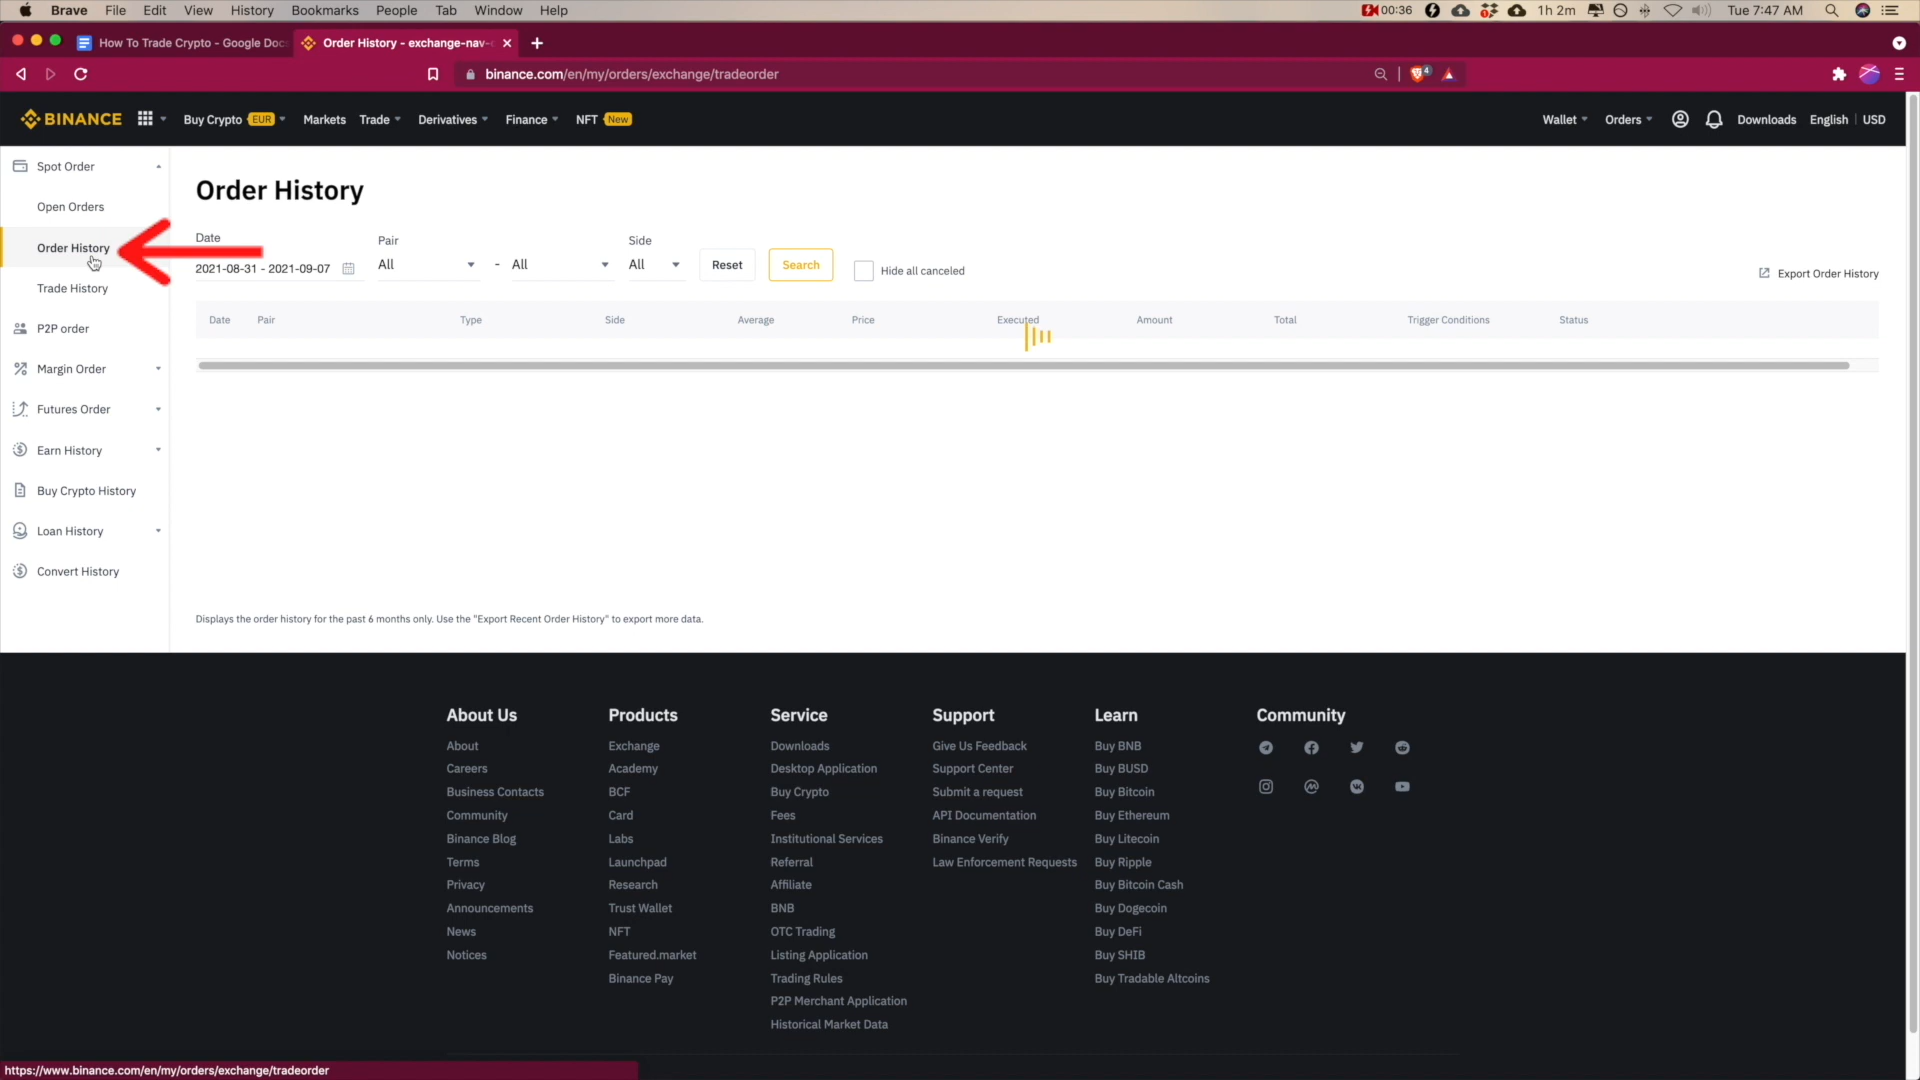 Brave File Edit View History Bookmarks People Tab Window Help 00:36 1h 2m Tue 7:47 AM
How To Trade Crypto - Google Doc Order History - exchange-nav-
binance.com/en/my/orders/exchange/tradeorder 4
BINANCE Buy Crypto EUR Markets Trade Derivatives Finance NFT New Wallet Orders Downloads English USD
Spot Order
Open Orders
Order History
Trade History
P2P order
Margin Order
Futures Order
Earn History
Buy Crypto History
Loan History
Convert History
Order History
Date Pair Side
2021-08-31 - 2021-09-07 All - All All Reset Search Hide all canceled Export Order History
Date Pair Type Side Average Price Executed Amount Total Trigger Conditions Status
Displays the order history for the past 6 months only. Use the "Export Recent Order History" to export more data.
About Us
About
Careers
Business Contacts
Community
Binance Blog
Terms
Privacy
Announcements
News
Notices
Products
Exchange
Academy
BCF
Card
Labs
Launchpad
Research
Trust Wallet
NFT
Featured.market
Binance Pay
Service
Downloads
Desktop Application
Buy Crypto
Fees
Institutional Services
Referral
Affiliate
BNB
OTC Trading
Listing Application
Trading Rules
P2P Merchant Application
Historical Market Data
Support
Give Us Feedback
Support Center
Submit a request
API Documentation
Binance Verify
Law Enforcement Requests
Learn
Buy BNB
Buy BUSD
Buy Bitcoin
Buy Ethereum
Buy Litecoin
Buy Ripple
Buy Bitcoin Cash
Buy Dogecoin
Buy DeFi
Buy SHIB
Buy Tradable Altcoins
Community
https://www.binance.com/en/my/orders/exchange/tradeorder